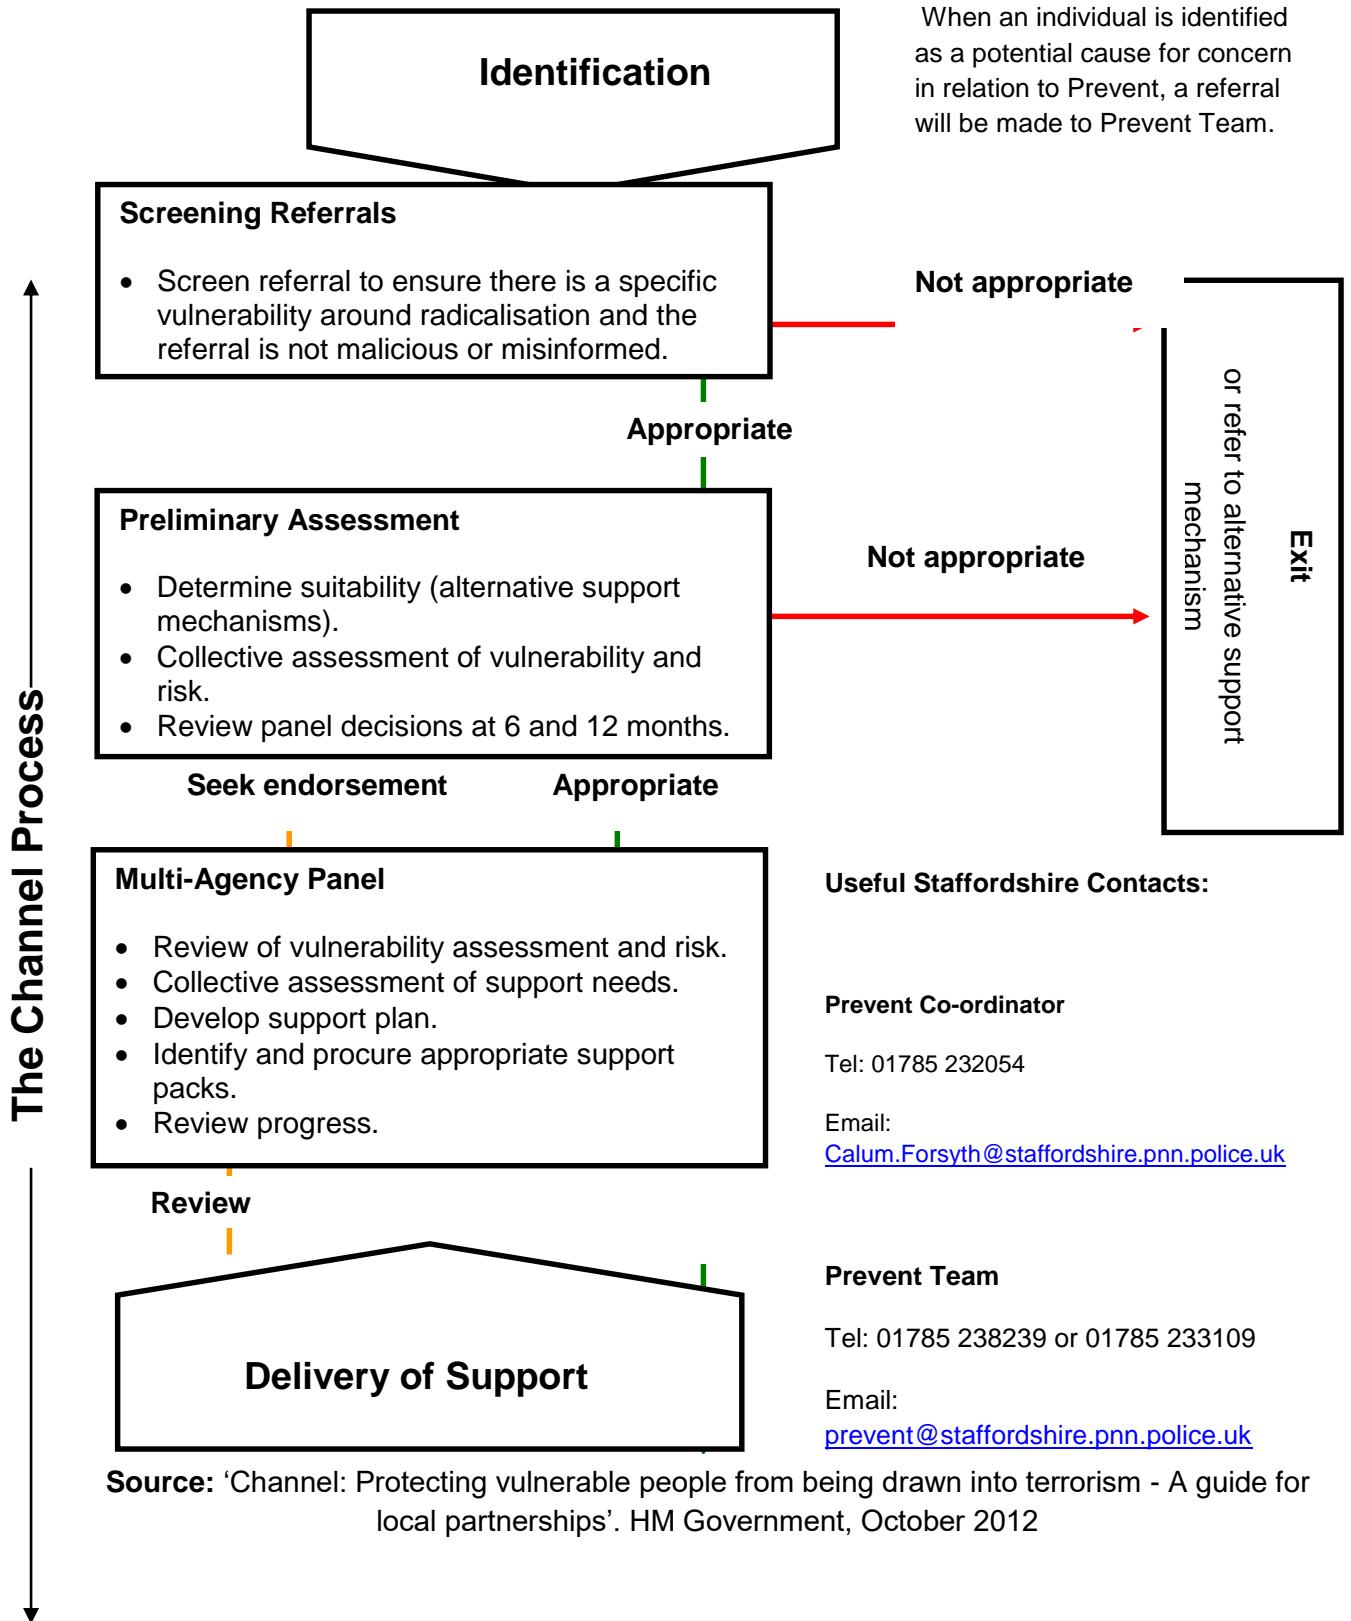 Identification
When an individual is identified
as a potential cause for concern
in relation to Prevent, a referral
will be made to Prevent Team.
Screening Referrals
• Screen referral to ensure there is a specific
vulnerability around radicalisation and the
referral is not malicious or misinformed.
Not appropriate
Appropriate
Exit
or refer to alternative support
mechanism
Preliminary Assessment
• Determine suitability (alternative support
mechanisms).
• Collective assessment of vulnerability and
risk.
• Review panel decisions at 6 and 12 months.
Not appropriate
Seek endorsement
Appropriate
The Channel Process
Multi-Agency Panel
• Review of vulnerability assessment and risk.
• Collective assessment of support needs.
• Develop support plan.
• Identify and procure appropriate support
packs.
• Review progress.
Review
Delivery of Support
Useful Staffordshire Contacts:
Prevent Co-ordinator
Tel: 01785 232054
Email:
Calum.Forsyth@staffordshire.pnn.police.uk
Prevent Team
Tel: 01785 238239 or 01785 233109
Email:
prevent@staffordshire.pnn.police.uk
Source: ‘Channel: Protecting vulnerable people from being drawn into terrorism - A guide for
local partnerships’. HM Government, October 2012